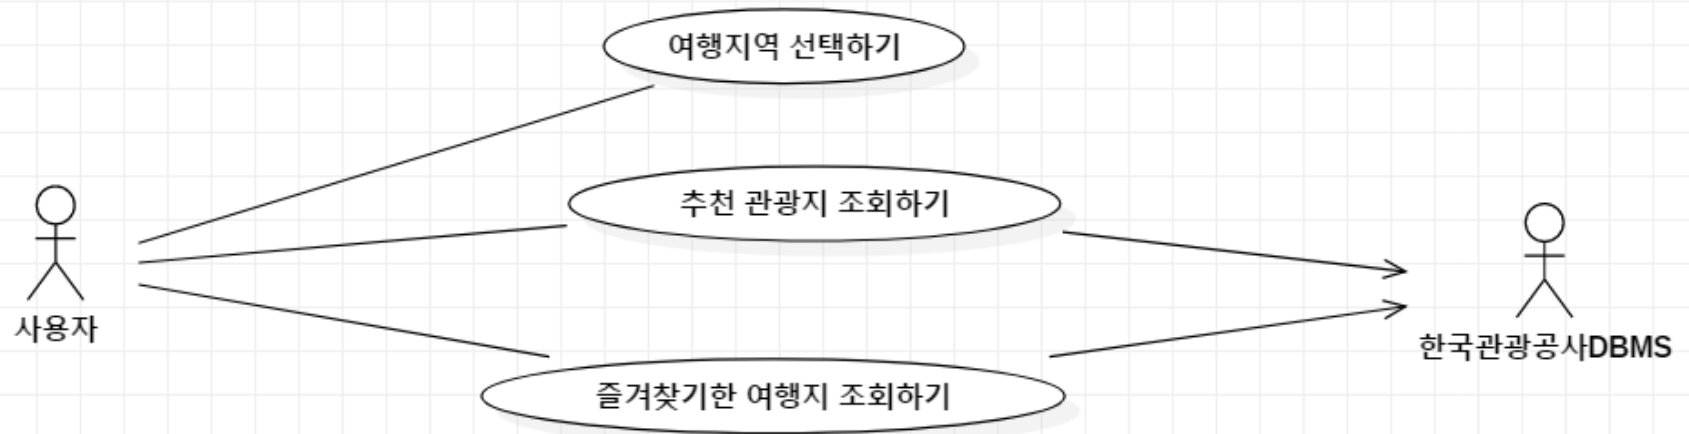 여행지역 선택하기
추천 관광지 조회하기
사용자
한국관광공사DBMS
즐겨찾기한 여행지 조회하기